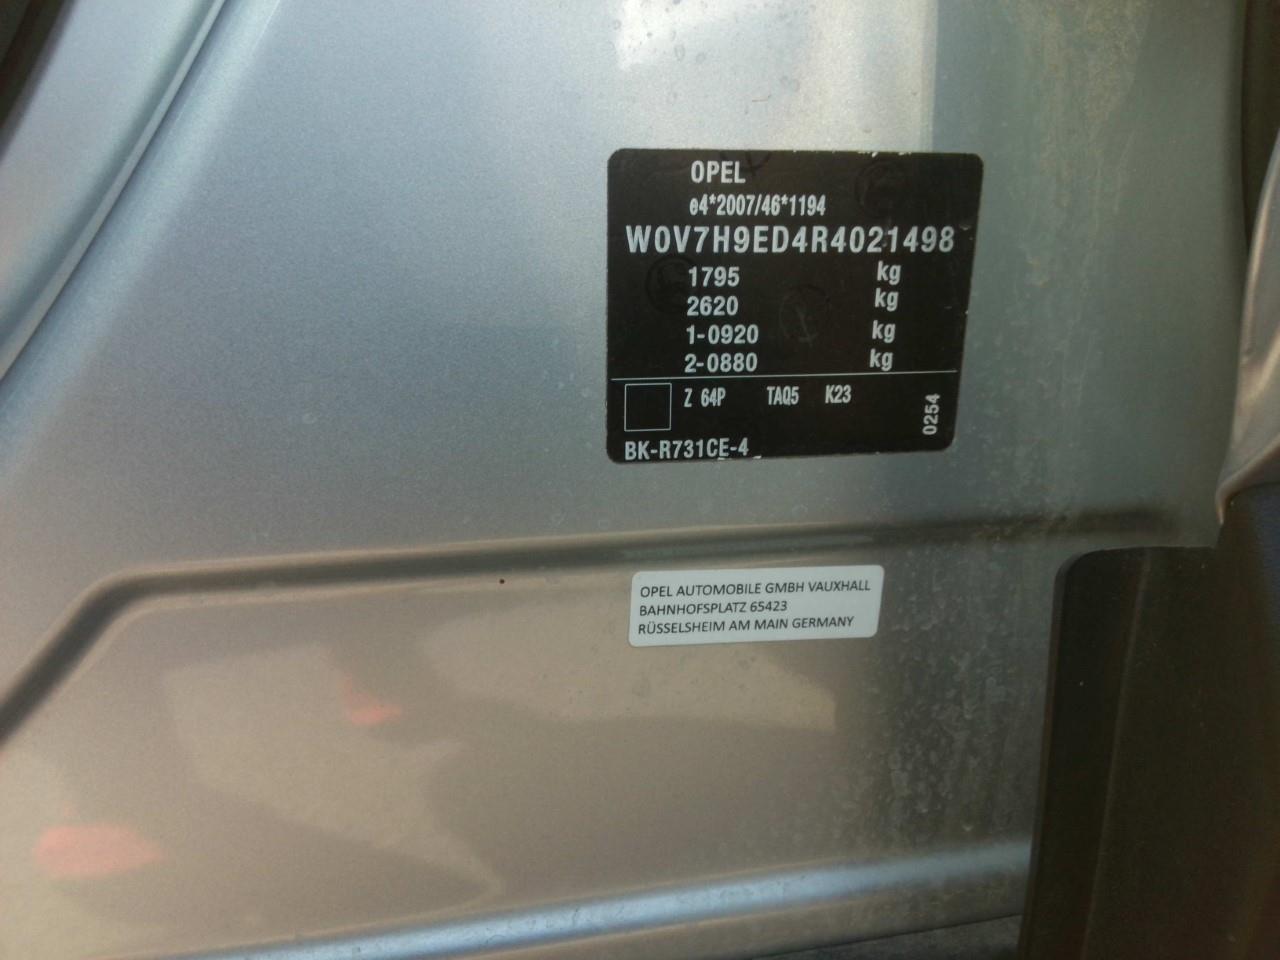 OPEL
e4*2007/46*1194
W0V7H9ED4R4021498
1795 kg
2620 kg
1-0920 kg
2-0880 kg
Z 64P TAQ5 K23
0254
BK-R731CE-4
OPEL AUTOMOBILE GMBH VAUXHALL
BAHNHOFSPLATZ 65423
RÜSSELSHEIM AM MAIN GERMANY